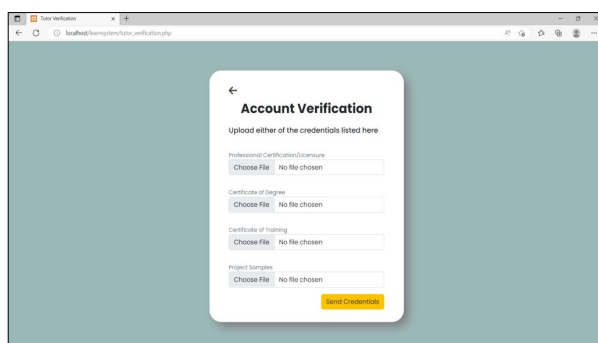 Tutor Verification
localhost/learnsystem/tutor_verification.php
Account Verification
Upload either of the credentials listed here
Professional Certification/Licensure
Choose File No file chosen
Certificate of Degree
Choose File No file chosen
Certificate of Training
Choose File No file chosen
Project Samples
Choose File No file chosen
Send Credentials